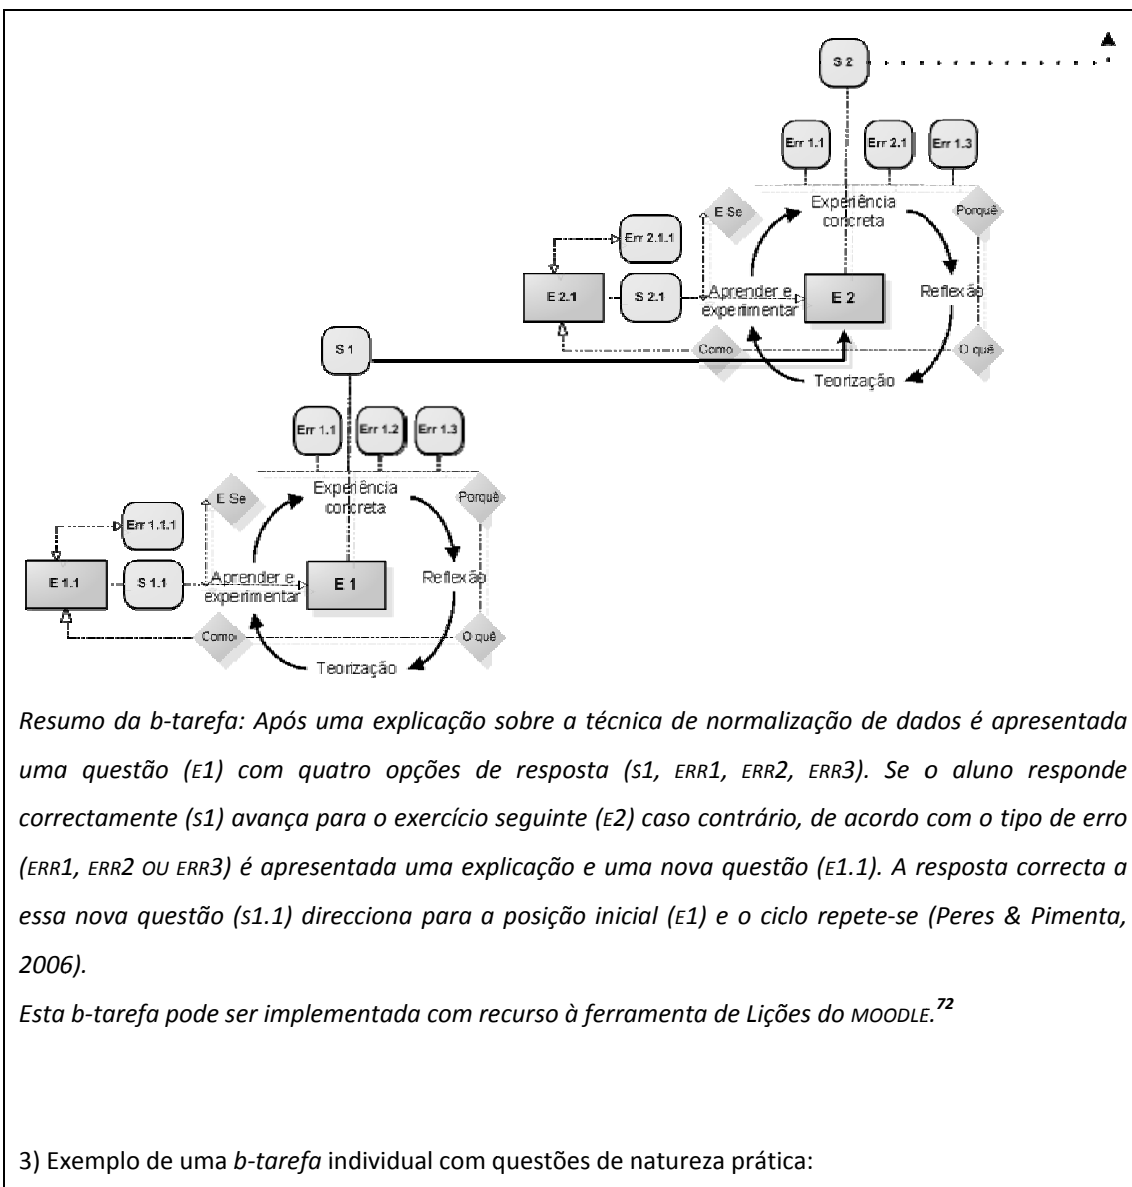 S 2
Err 1.1
Err 2.1
Err 1.3
Experiência
concreta
E Se
Porquê
Err 2.1.1
E 2.1
S 2.1
Aprender e
experimentar
E 2
Reflexão
Como
O quê
Teorização
S 1
Err 1.1
Err 1.2
Err 1.3
Experiência
concreta
E Se
Porquê
Err 1.1.1
E 1.1
S 1.1
Aprender e
experimentar
E 1
Reflexão
Como
O quê
Teorização
Resumo da b-tarefa: Após uma explicação sobre a técnica de normalização de dados é apresentada
uma questão (E1) com quatro opções de resposta (S1, ERR1, ERR2, ERR3). Se o aluno responde
correctamente (S1) avança para o exercício seguinte (E2) caso contrário, de acordo com o tipo de erro
(ERR1, ERR2 OU ERR3) é apresentada uma explicação e uma nova questão (E1.1). A resposta correcta a
essa nova questão (S1.1) direcciona para a posição inicial (E1) e o ciclo repete-se (Peres & Pimenta,
2006).
Esta b-tarefa pode ser implementada com recurso à ferramenta de Lições do MOODLE.72
3) Exemplo de uma b-tarefa individual com questões de natureza prática: